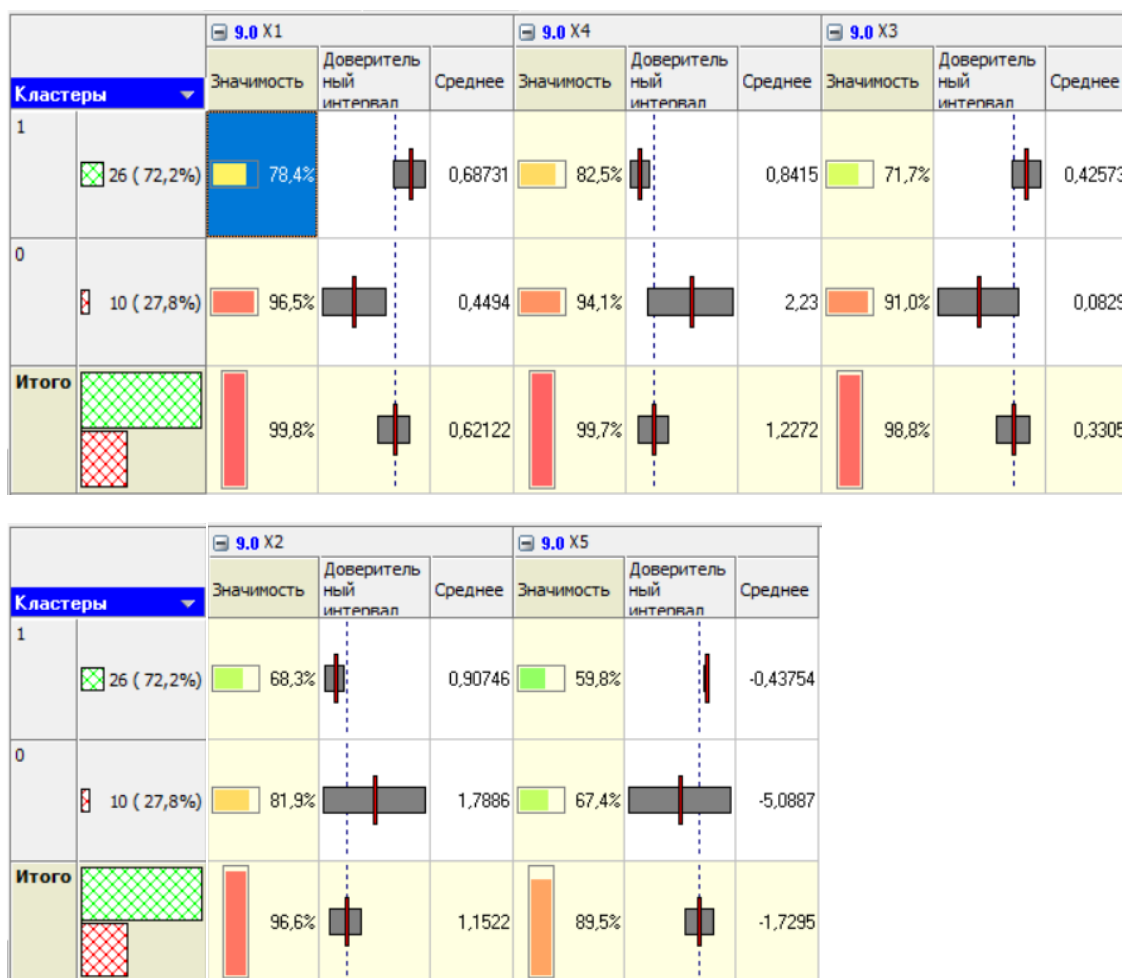 9.0 X1 9.0 X4 9.0 X3
Кластеры Значимость Доверитель Среднее Значимость Доверитель Среднее Значимость Доверитель Среднее
ный ный ный
интервал интервал интервал
1
26 ( 72,2%) 78,4% 0,68731 82,5% 0,8415 71,7% 0,42573
0
10 ( 27,8%) 96,5% 0,4494 94,1% 2,23 91,0% 0,0829
Итого
99,8% 0,62122 99,7% 1,2272 98,8% 0,3305
9.0 X2 9.0 X5
Кластеры Значимость Доверитель Среднее Значимость Доверитель Среднее
ный ный
интервал интервал
1
26 ( 72,2%) 68,3% 0,90746 59,8% -0,43754
0
10 ( 27,8%) 81,9% 1,7886 67,4% -5,0887
Итого
96,6% 1,1522 89,5% -1,7295